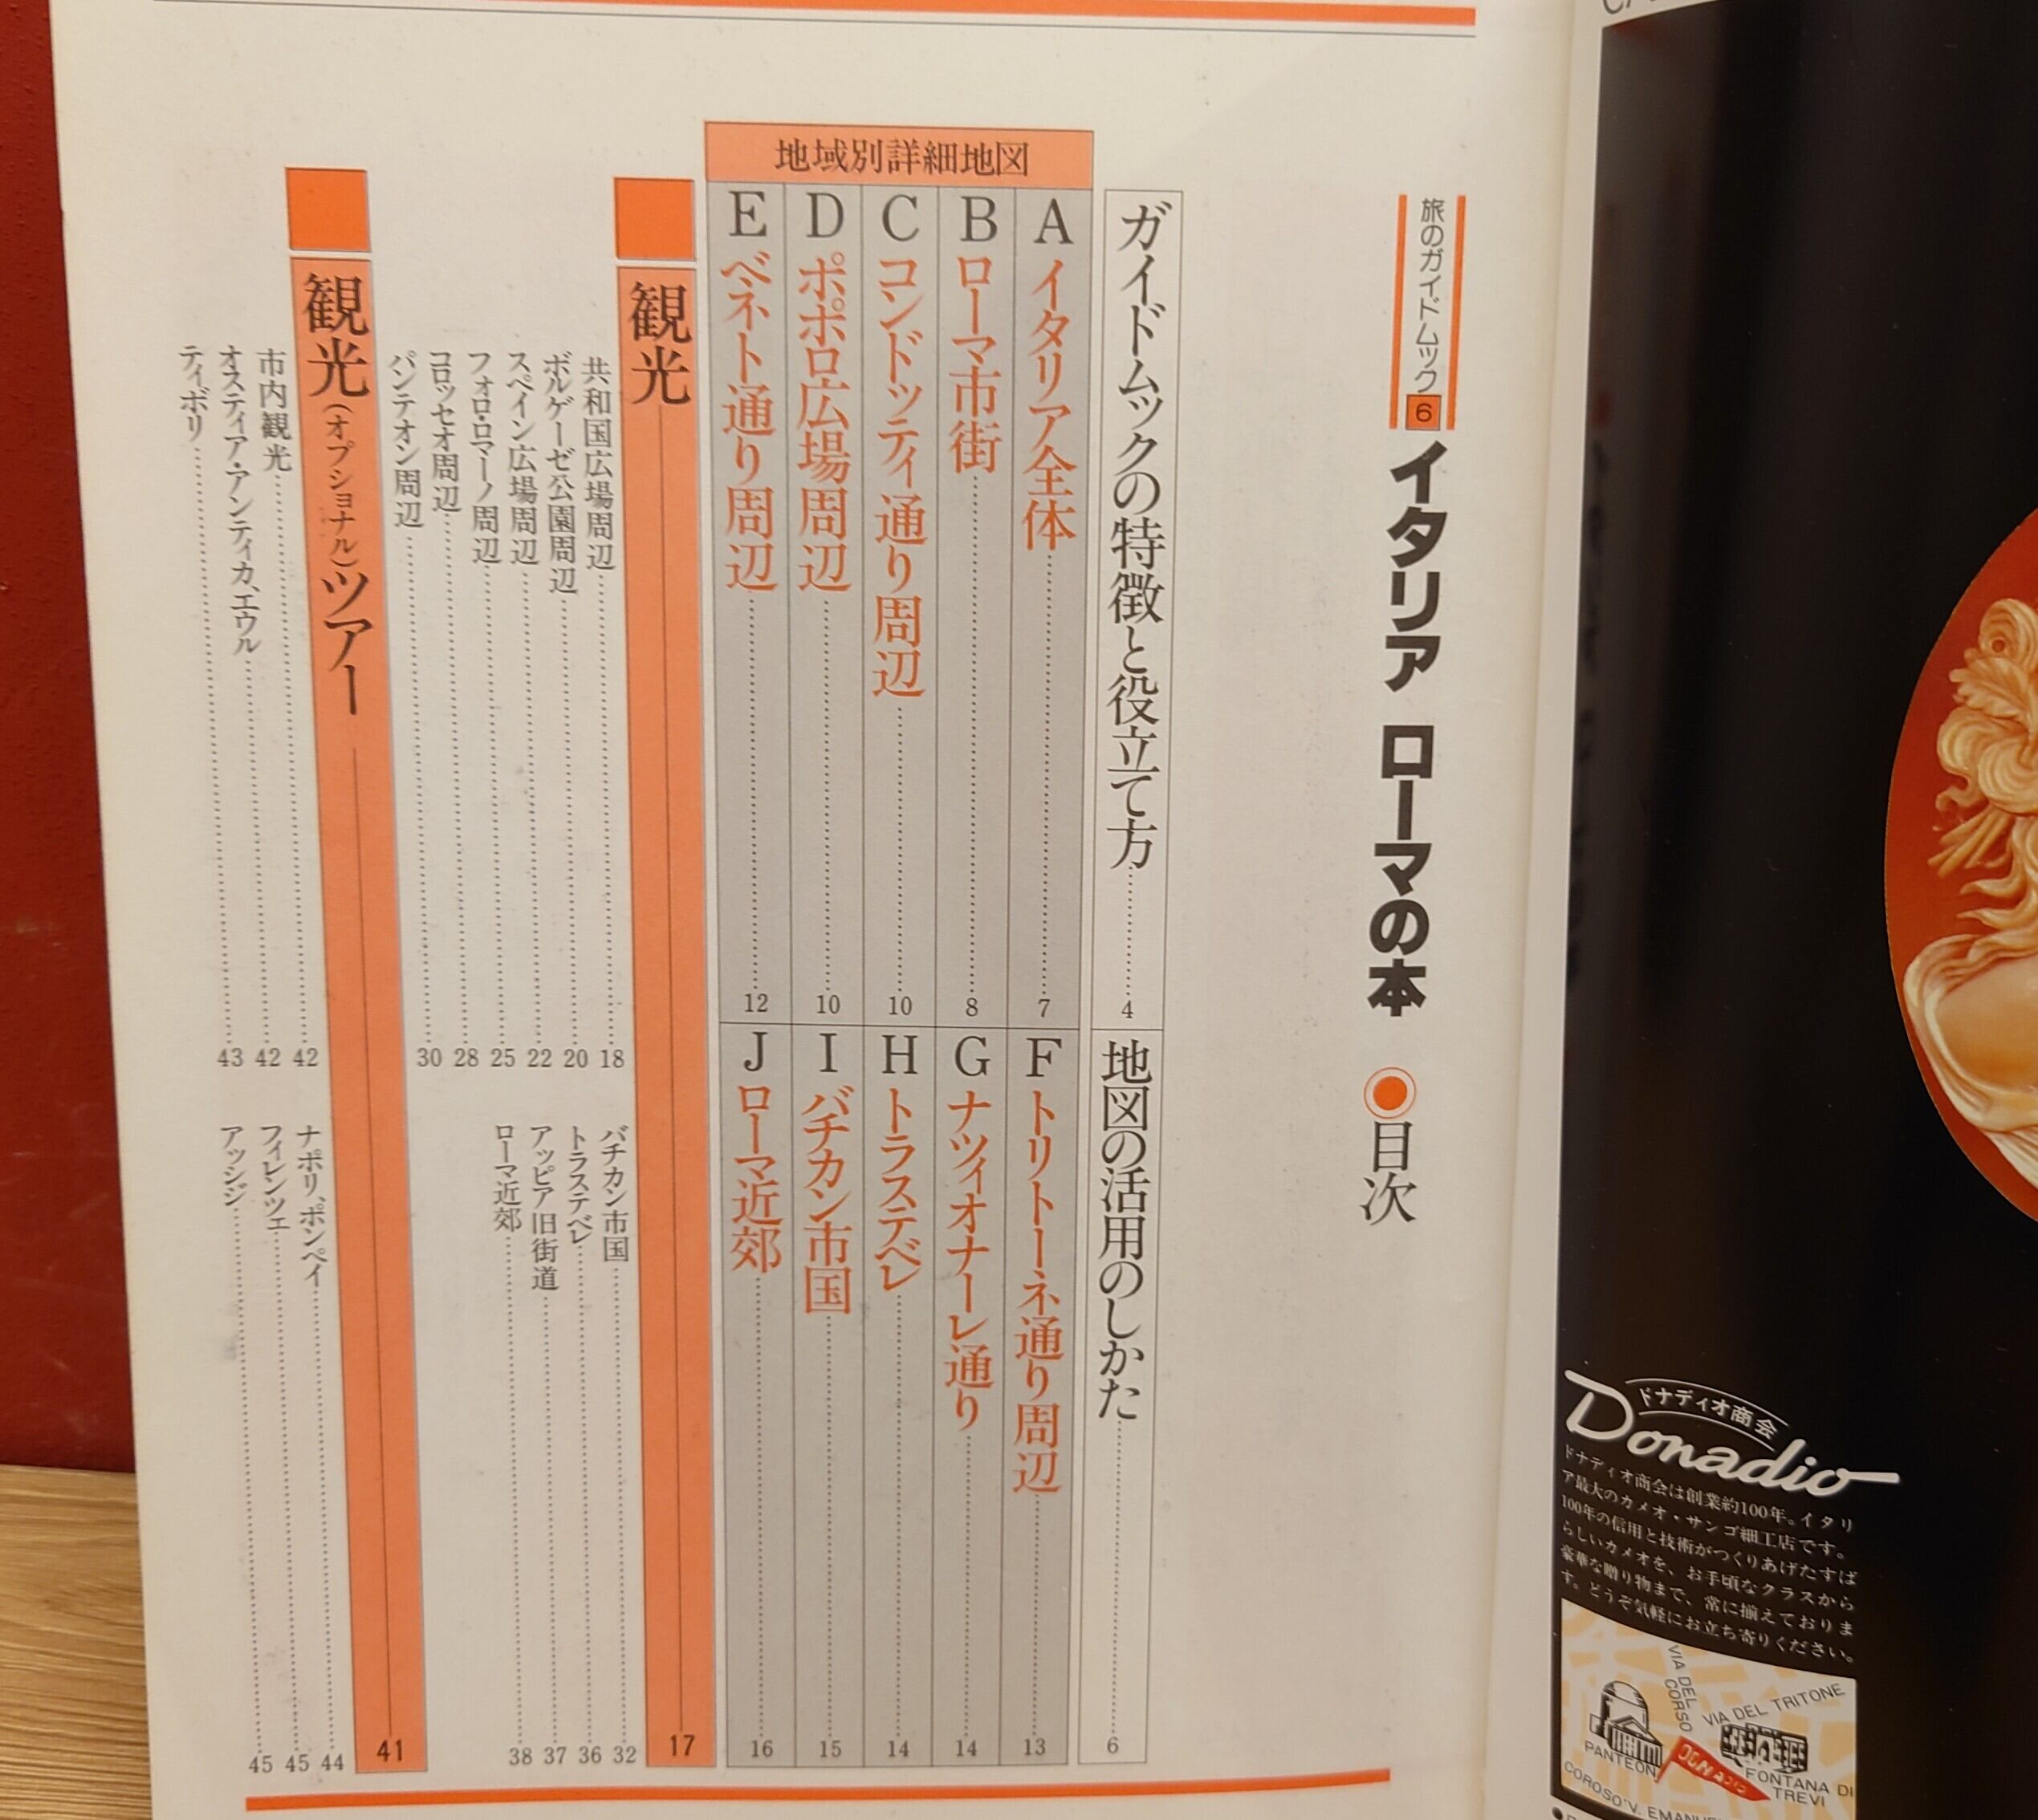 旅のガイドムック6
イタリア ローマの本
目次
ガイドムックの特徴と役立て方 4
地図の活用のしかた 6
地域別詳細地図
A イタリア全体 7
B ローマ市街 8
C コンドッティ通り周辺 10
D ポポロ広場周辺 10
E ベネト通り周辺 12
F トリトーネ通り周辺 13
G ナツィオナーレ通り 14
H トラステベレ 14
I バチカン市国 15
J ローマ近郊 16
観光 17
共和国広場周辺 18
ボルゲーゼ公園周辺 20
スペイン広場周辺 22
フォロ・ロマーノ周辺 25
コロッセオ周辺 28
パンテオン周辺 30
バチカン市国 32
トラステベレ 36
アッピア旧街道 37
ローマ近郊 38
観光(オプショナル)ツアー 41
市内観光 42
オスティア・アンティカ、エウル 42
ティボリ 43
ナポリ、ポンペイ 44
フィレンツェ 45
アッシジ 45
ドナディオ商会
Donadio
ドナディオ商会は創業約100年。イタリ
ア最大のカメオ・サンゴ細工店です。
100年の信用と技術がつくりあげたすば
らしいカメオを、お手頃なクラスから
豪華な贈り物まで、常に揃えておりま
す。どうぞ気軽にお立ち寄りください。
VIA DEL CORSO
VIA DEL TRITONE
PANTEON
DONADIO
FONTANA DI
TREVI
COROSO V. EMANU